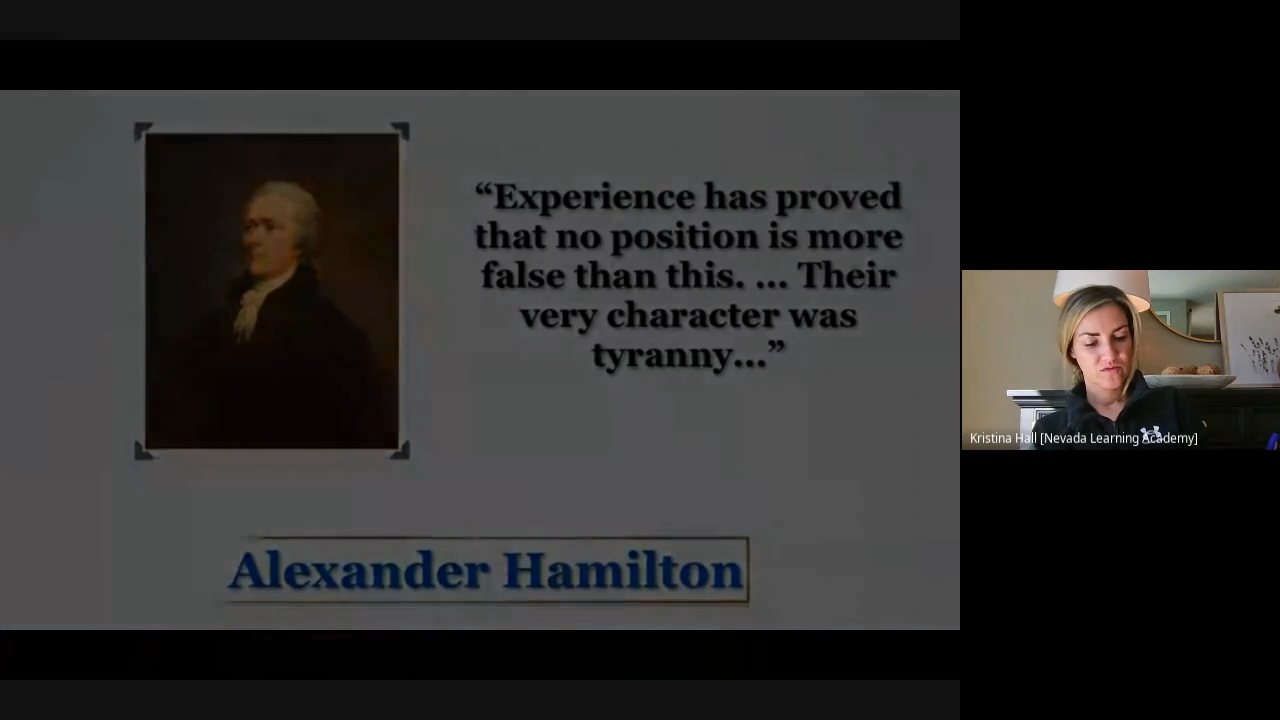 “Experience has proved
that no position is more
false than this. ... Their
very character was
tyranny...”
Alexander Hamilton
Kristina Hall [Nevada Learning Academy]